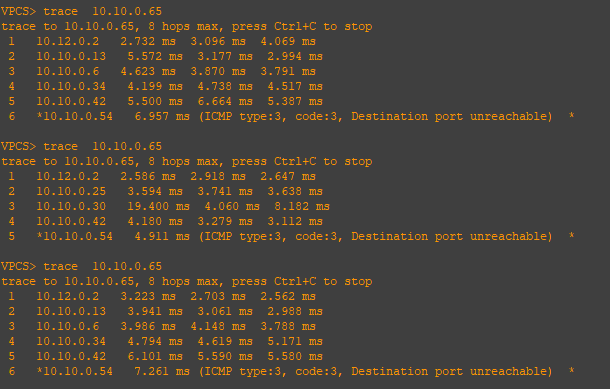 VPCS> trace  10.10.0.65
trace to 10.10.0.65, 8 hops max, press Ctrl+C to stop
 1   10.12.0.2   2.732 ms  3.096 ms  4.069 ms
 2   10.10.0.13   5.572 ms  3.177 ms  2.994 ms
 3   10.10.0.6   4.623 ms  3.870 ms  3.791 ms
 4   10.10.0.34   4.199 ms  4.738 ms  4.517 ms
 5   10.10.0.42   5.500 ms  6.664 ms  5.387 ms
 6   *10.10.0.54   6.957 ms (ICMP type:3, code:3, Destination port unreachable)  *
VPCS> trace  10.10.0.65
trace to 10.10.0.65, 8 hops max, press Ctrl+C to stop
 1   10.12.0.2   2.586 ms  2.918 ms  2.647 ms
 2   10.10.0.25   3.594 ms  3.741 ms  3.638 ms
 3   10.10.0.30   19.400 ms  4.060 ms  8.182 ms
 4   10.10.0.42   4.180 ms  3.279 ms  3.112 ms
 5   *10.10.0.54   4.911 ms (ICMP type:3, code:3, Destination port unreachable)  *
VPCS> trace  10.10.0.65
trace to 10.10.0.65, 8 hops max, press Ctrl+C to stop
 1   10.12.0.2   3.223 ms  2.703 ms  2.562 ms
 2   10.10.0.13   3.941 ms  3.061 ms  2.988 ms
 3   10.10.0.6   3.986 ms  4.148 ms  3.788 ms
 4   10.10.0.34   4.794 ms  4.619 ms  5.171 ms
 5   10.10.0.42   6.101 ms  5.590 ms  5.580 ms
 6   *10.10.0.54   7.261 ms (ICMP type:3, code:3, Destination port unreachable)  *